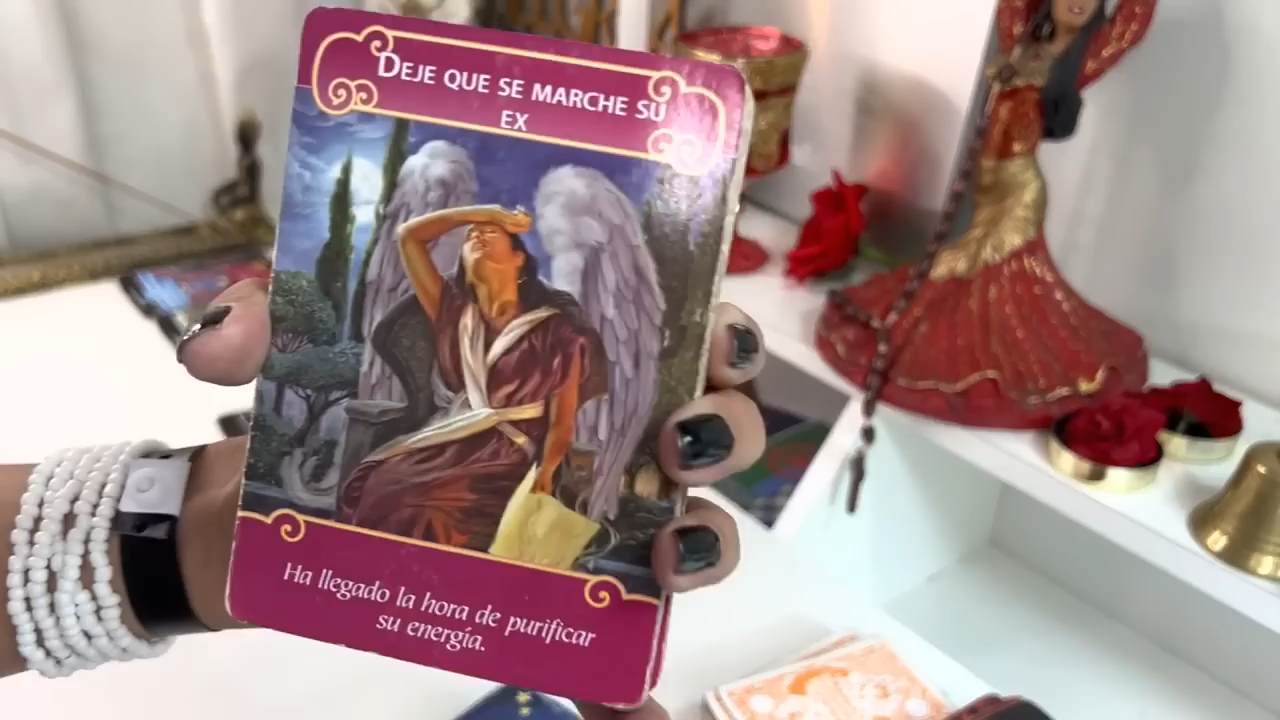 DEJE QUE SE MARCHE SU
EX
Ha llegado la hora de purificar
su energía.